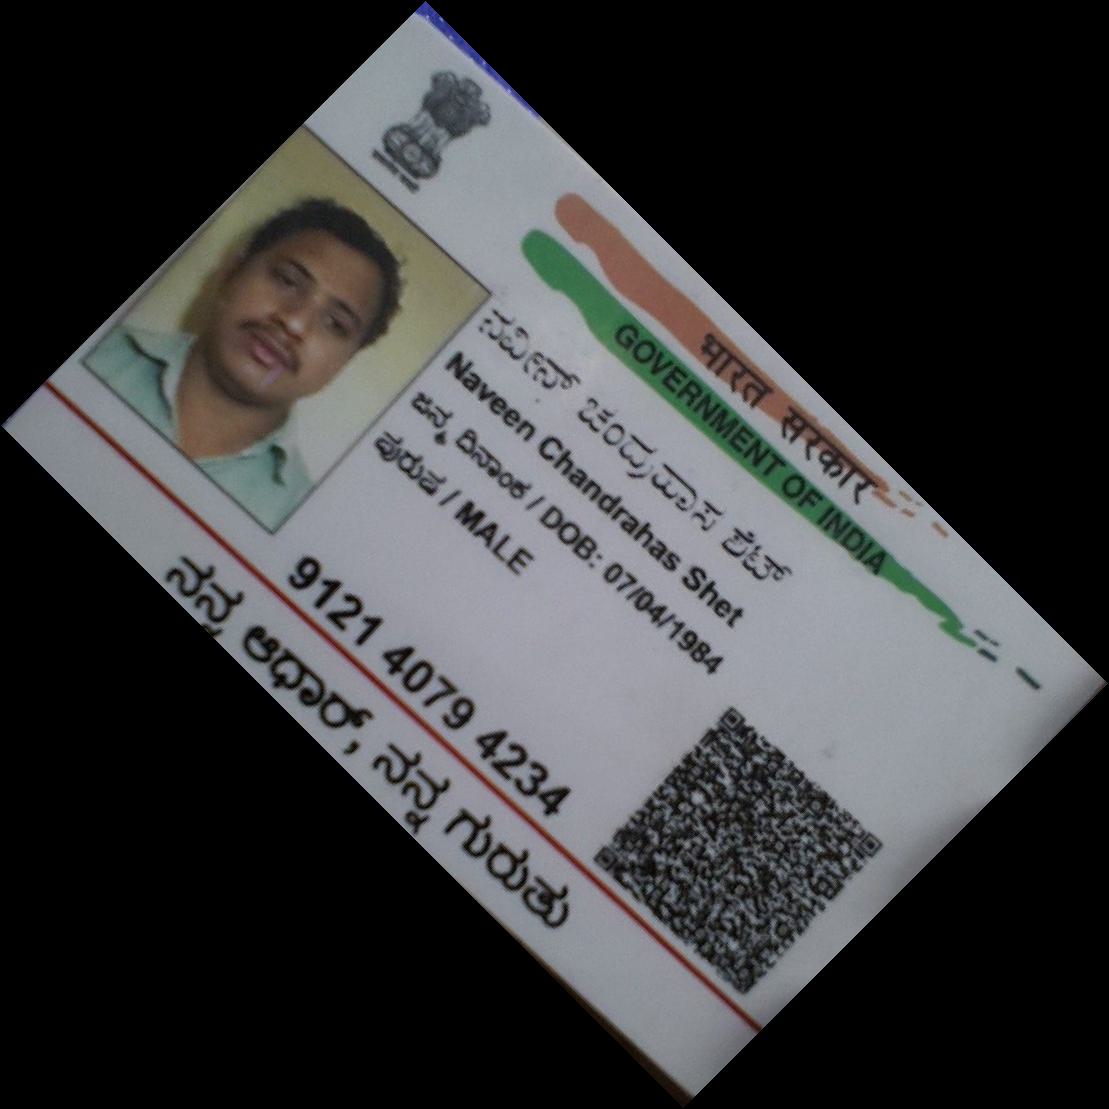 भारत सरकार
GOVERNMENT OF INDIA
ನವೀನ್ ಚಂದ್ರಹಾಸ ಶೆಟ್
Naveen Chandrahas Shet
ಜನ್ಮ ದಿನಾಂಕ / DOB: 07/04/1984
ಪುರುಷ / MALE
9121 4079 4234
ನನ್ನ ಆಧಾರ್, ನನ್ನ ಗುರುತು